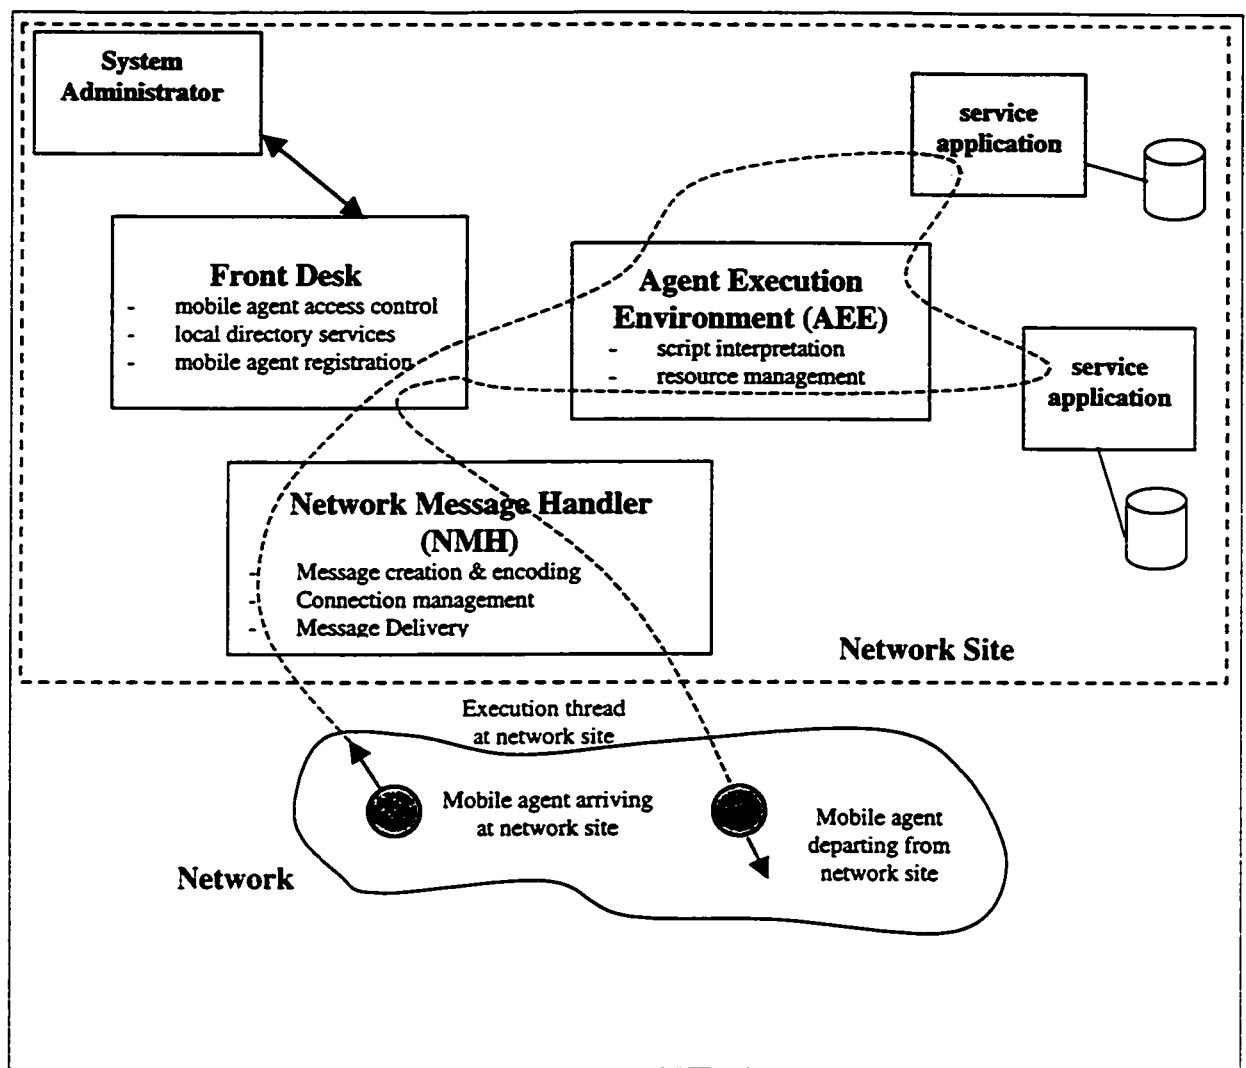 System
Administrator
service
application
Front Desk
- mobile agent access control
- local directory services
- mobile agent registration
Agent Execution
Environment (AEE)
- script interpretation
- resource management
service
application
Network Message Handler
(NMH)
- Message creation & encoding
- Connection management
- Message Delivery
Network Site
Execution thread
at network site
Mobile agent arriving
at network site
Mobile agent
departing from
network site
Network